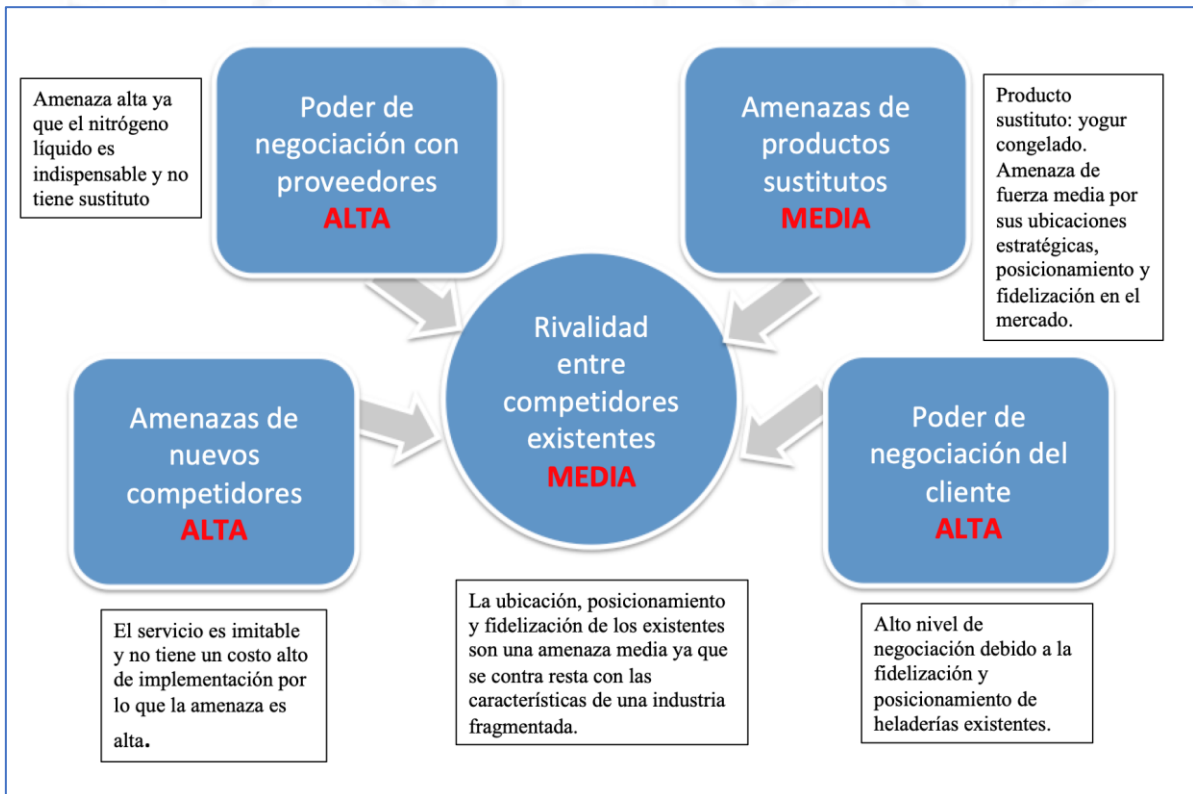 Amenaza alta ya
que el nitrógeno
líquido es
indispensable y no
tiene sustituto
Poder de
negociación con
proveedores
ALTA
Amenazas de
productos
sustitutos
MEDIA
Producto
sustituto: yogur
congelado.
Amenaza de
fuerza media por
sus ubicaciones
estratégicas,
posicionamiento y
fidelización en el
mercado.
Rivalidad
entre
competidores
existentes
MEDIA
Amenazas de
nuevos
competidores
ALTA
Poder de
negociación del
cliente
ALTA
El servicio es imitable
y no tiene un costo alto
de implementación por
lo que la amenaza es
alta.
La ubicación, posicionamiento
y fidelización de los existentes
son una amenaza media ya que
se contra resta con las
características de una industria
fragmentada.
Alto nivel de
negociación debido a la
fidelización y
posicionamiento de
heladerías existentes.